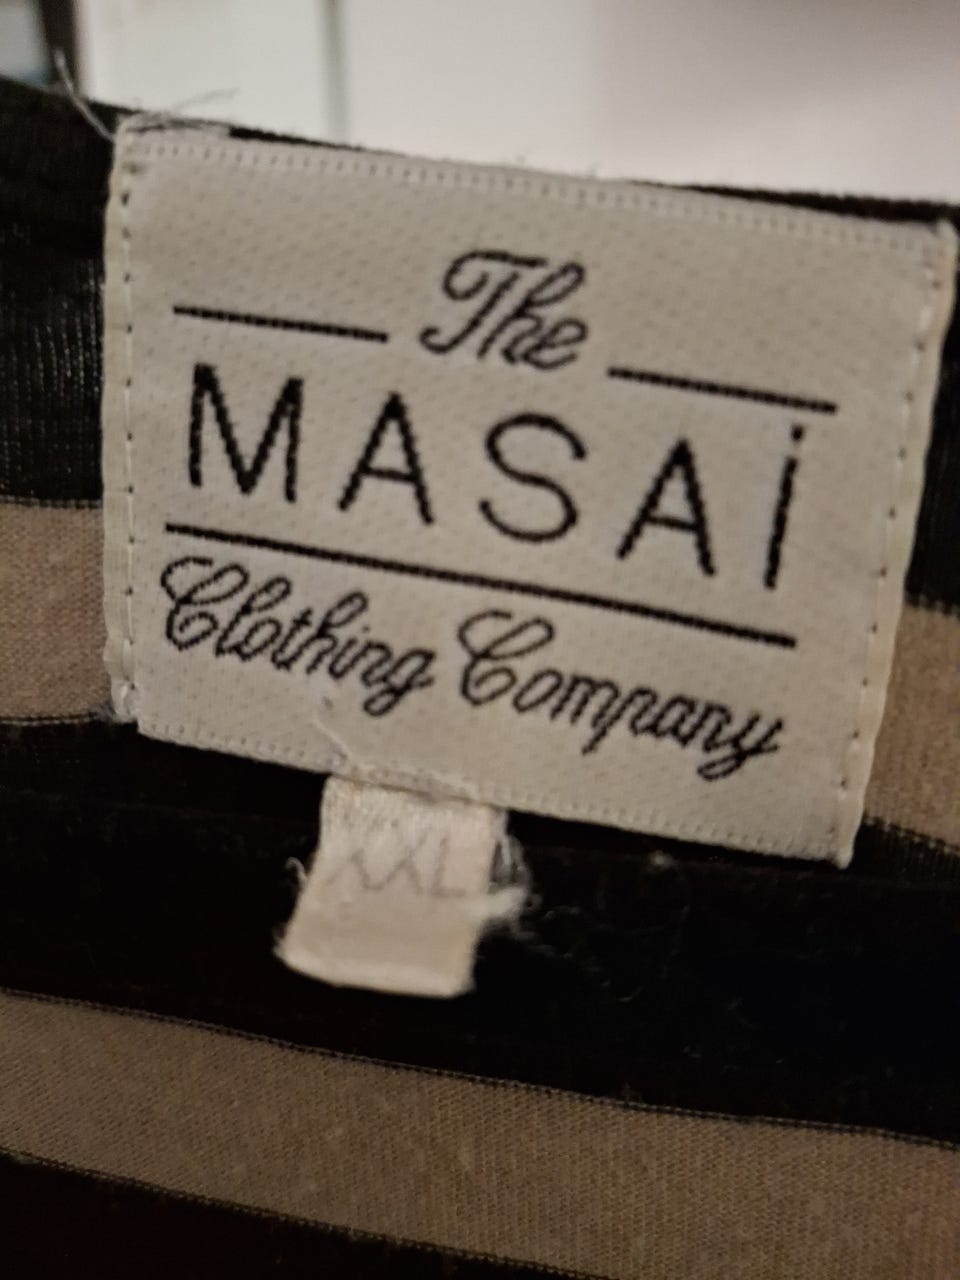 The
MASAi
Clothing Company
XXL